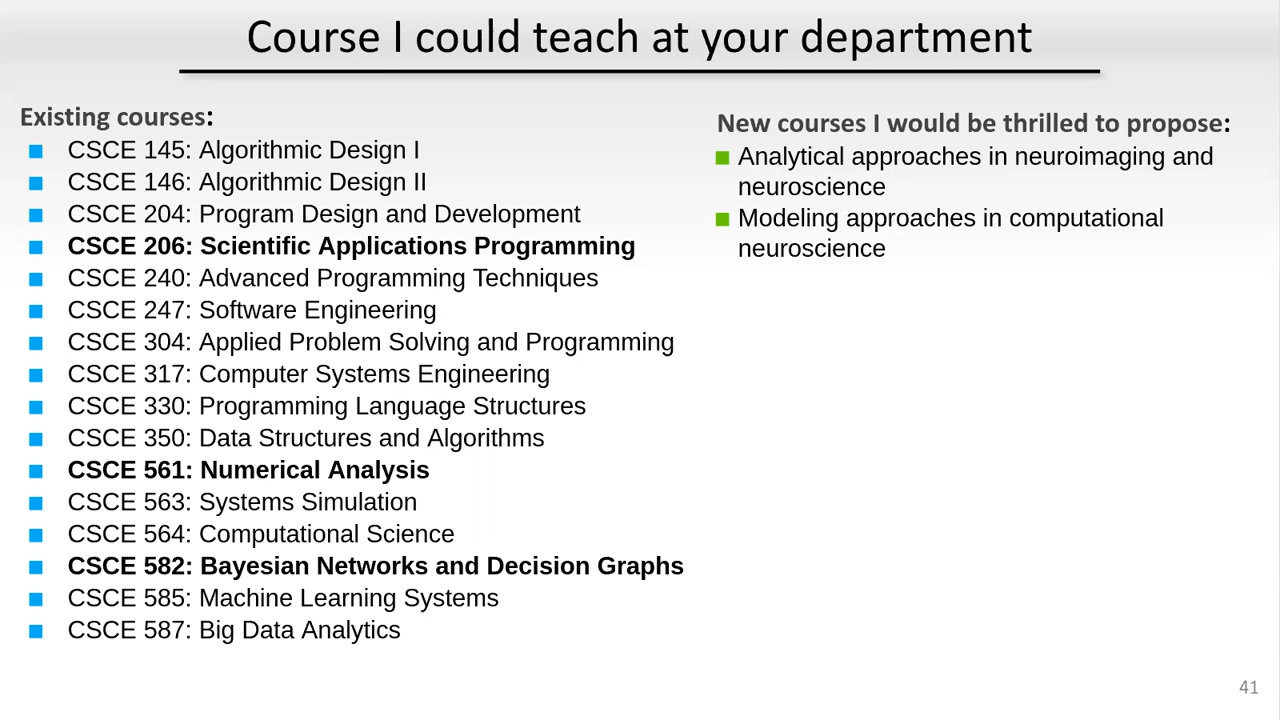 Course I could teach at your department
Existing courses:
CSCE 145: Algorithmic Design I
CSCE 146: Algorithmic Design II
CSCE 204: Program Design and Development
CSCE 206: Scientific Applications Programming
CSCE 240: Advanced Programming Techniques
CSCE 247: Software Engineering
CSCE 304: Applied Problem Solving and Programming
CSCE 317: Computer Systems Engineering
CSCE 330: Programming Language Structures
CSCE 350: Data Structures and Algorithms
CSCE 561: Numerical Analysis
CSCE 563: Systems Simulation
CSCE 564: Computational Science
CSCE 582: Bayesian Networks and Decision Graphs
CSCE 585: Machine Learning Systems
CSCE 587: Big Data Analytics
New courses I would be thrilled to propose:
Analytical approaches in neuroimaging and
neuroscience
Modeling approaches in computational
neuroscience
41